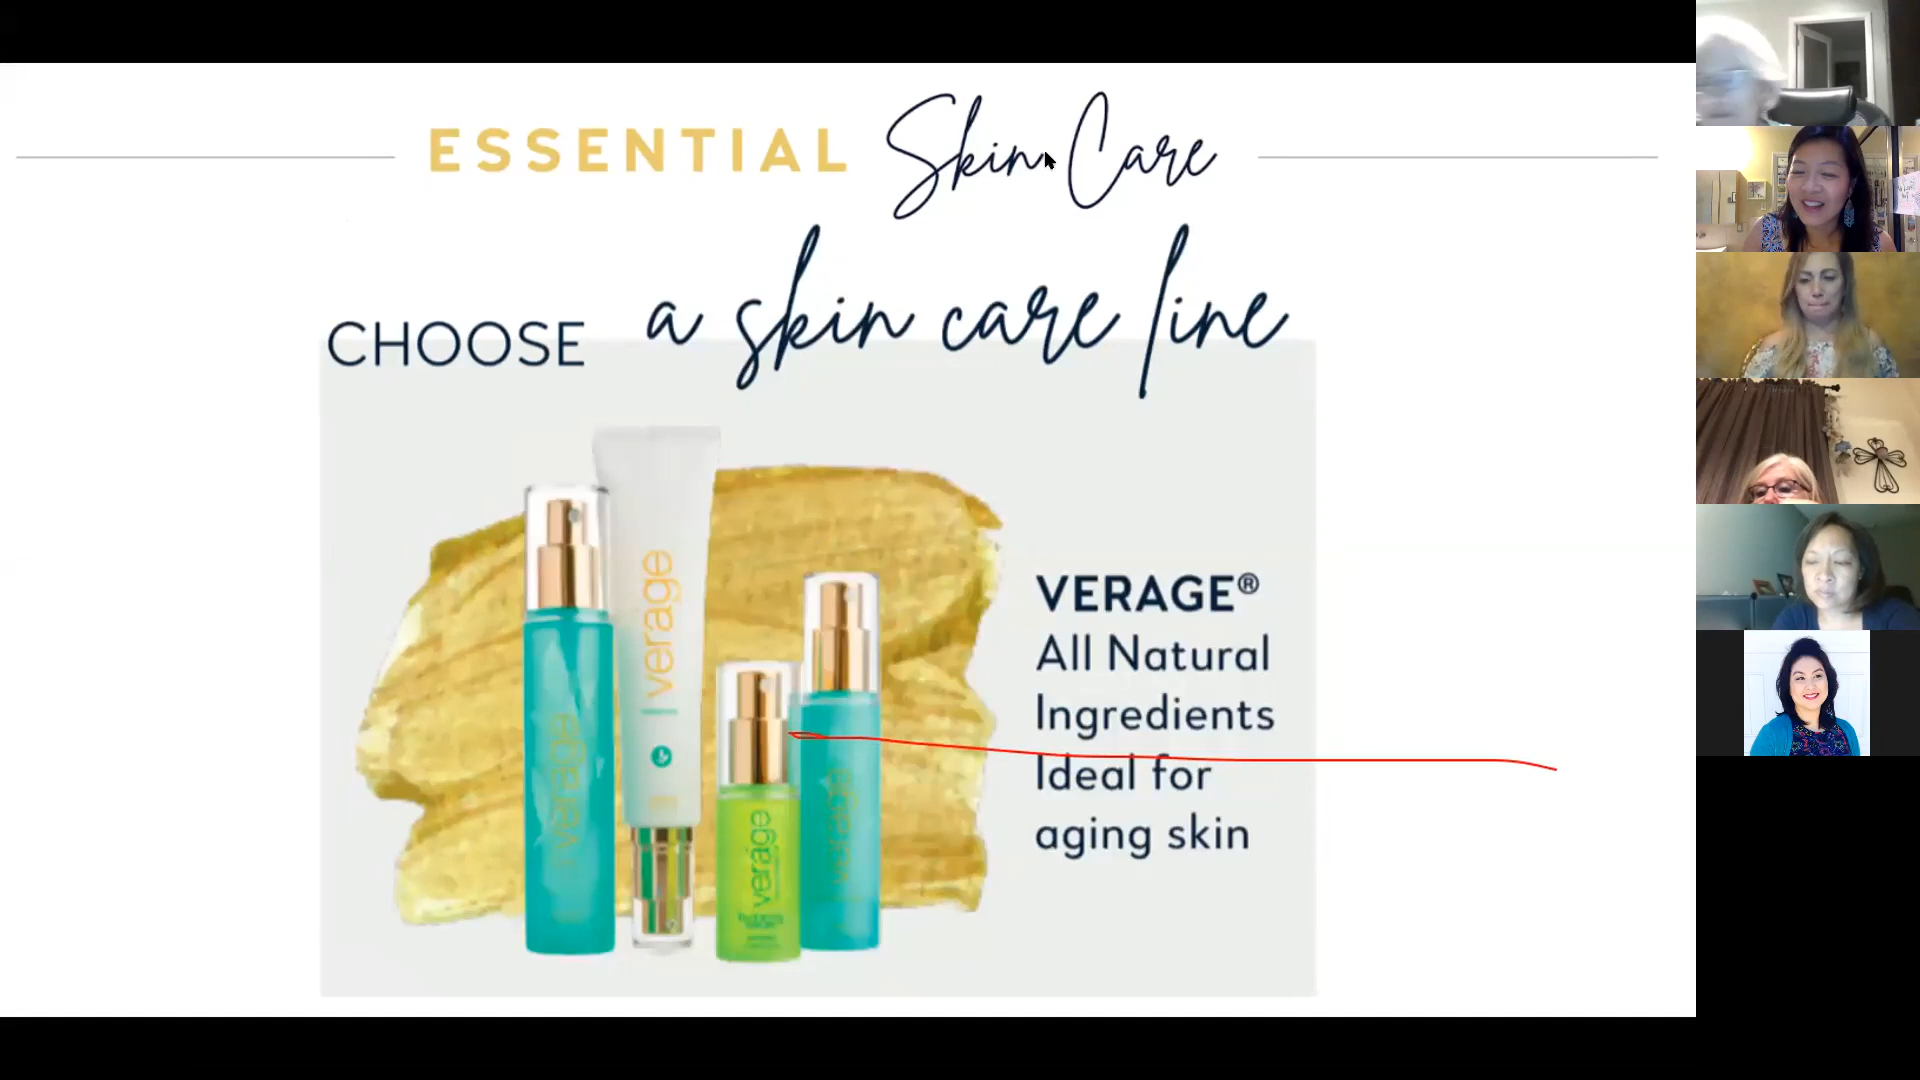 ESSENTIAL Skin Care
CHOOSE a skin care line
verage
verage
verage
verage
VERAGE®
All Natural
Ingredients
Ideal for
aging skin